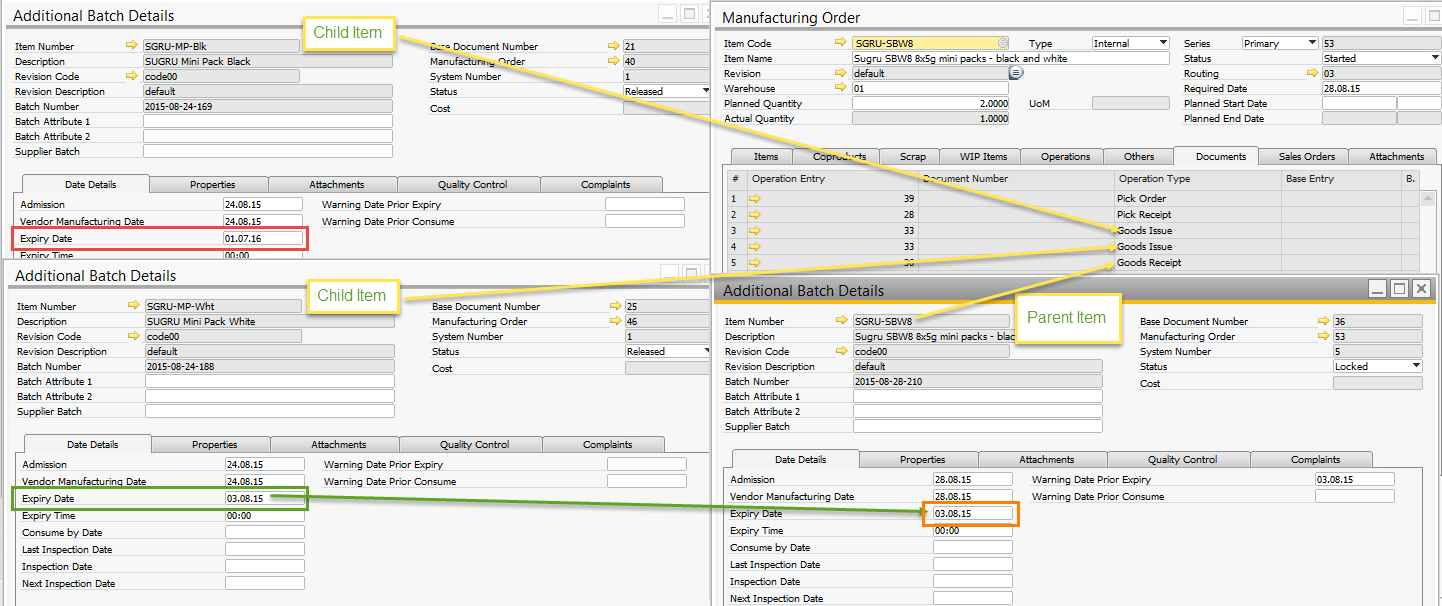 Additional Batch Details
Child Item
Item Number SGRU-MP-Blk Base Document Number 21
Description SUGRU Mini Pack Black Manufacturing Order 40
Revision Code code00 System Number 1
Revision Description default Status Released
Batch Number 2015-08-24-169 Cost
Batch Attribute 1
Batch Attribute 2
Supplier Batch
Date Details Properties Attachments Quality Control Complaints
Admission 24.08.15 Warning Date Prior Expiry
Vendor Manufacturing Date 24.08.15 Warning Date Prior Consume
Expiry Date 01.07.16
Expiry Time 00:00
Manufacturing Order
Item Code SGRU-SBW8 Type Internal Series Primary 53
Item Name Sugru SBW8 8x5g mini packs - black and white Status Started
Revision default Routing 03
Warehouse 01 Required Date 28.08.15
Planned Quantity 2.0000 UoM Planned Start Date
Actual Quantity 1.0000 Planned End Date
Items Coproducts Scrap WIP Items Operations Others Documents Sales Orders Attachments
# Operation Entry Document Number Operation Type Base Entry B.
1 39 Pick Order
2 28 Pick Receipt
3 33 Goods Issue
4 33 Goods Issue
5 36 Goods Receipt
Additional Batch Details
Child Item
Item Number SGRU-MP-Wht Base Document Number 25
Description SUGRU Mini Pack White Manufacturing Order 46
Revision Code code00 System Number 1
Revision Description default Status Released
Batch Number 2015-08-24-188 Cost
Batch Attribute 1
Batch Attribute 2
Supplier Batch
Date Details Properties Attachments Quality Control Complaints
Admission 24.08.15 Warning Date Prior Expiry
Vendor Manufacturing Date 24.08.15 Warning Date Prior Consume
Expiry Date 03.08.15
Expiry Time 00:00
Consume by Date
Last Inspection Date
Inspection Date
Next Inspection Date
Additional Batch Details
Parent Item
Item Number SGRU-SBW8 Base Document Number 36
Description Sugru SBW8 8x5g mini packs - blac Manufacturing Order 53
Revision Code code00 System Number 5
Revision Description default Status Locked
Batch Number 2015-08-28-210 Cost
Batch Attribute 1
Batch Attribute 2
Supplier Batch
Date Details Properties Attachments Quality Control Complaints
Admission 28.08.15 Warning Date Prior Expiry 03.08.15
Vendor Manufacturing Date 28.08.15 Warning Date Prior Consume
Expiry Date 03.08.15
Expiry Time 00:00
Consume by Date
Last Inspection Date
Inspection Date
Next Inspection Date